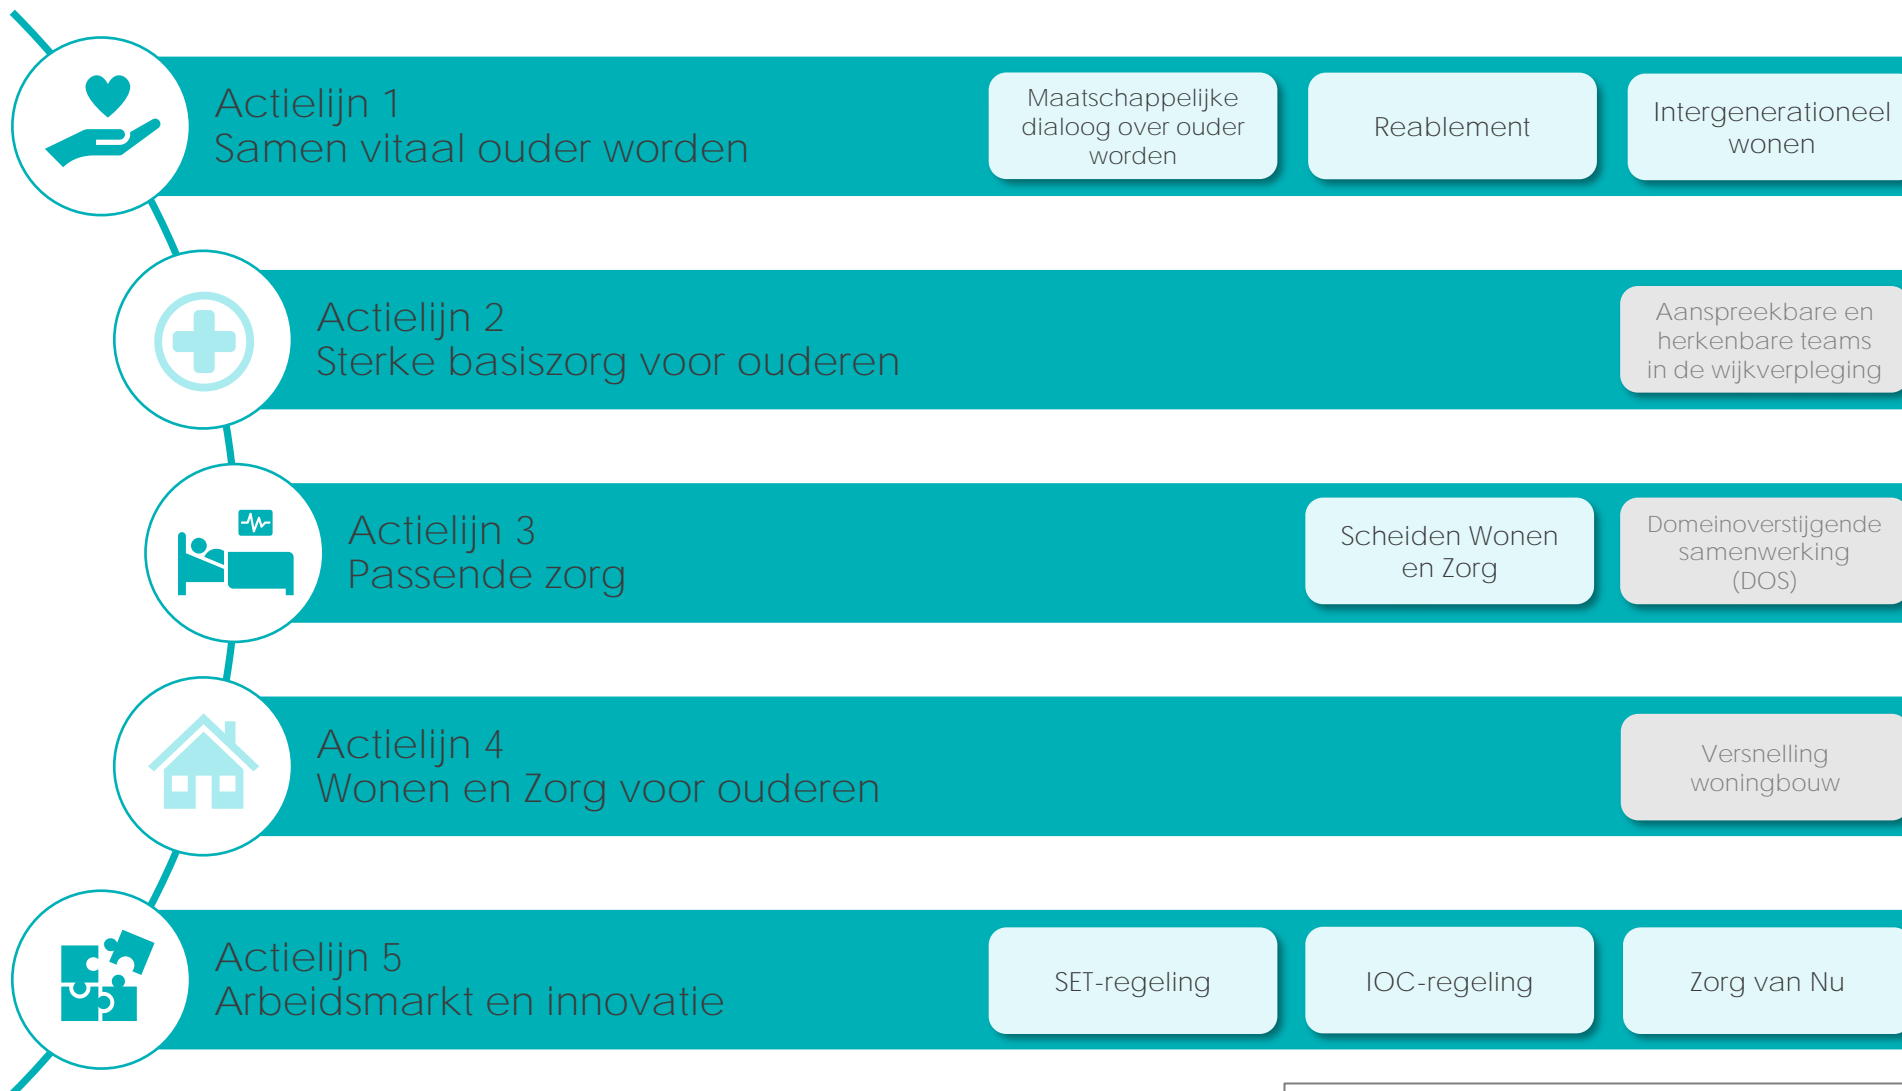 Actielijn 1
Samen vitaal ouder worden
Maatschappelijke
dialoog over ouder
worden
Reablement
Intergenerationeel
wonen
Actielijn 2
Sterke basiszorg voor ouderen
Aanspreekbare en
herkenbare teams
in de wijkverpleging
Actielijn 3
Passende zorg
Scheiden Wonen
en Zorg
Domeinoverstijgende
samenwerking
(DOS)
Actielijn 4
Wonen en Zorg voor ouderen
Versnelling
woningbouw
Actielijn 5
Arbeidsmarkt en innovatie
SET-regeling
IOC-regeling
Zorg van Nu